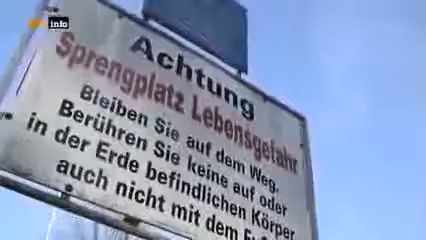 info
Achtung
Sprengplatz Lebensgefahr
Bleiben Sie auf dem Weg.
Berühren Sie keine auf oder
in der Erde befindlichen Körper
auch nicht mit dem